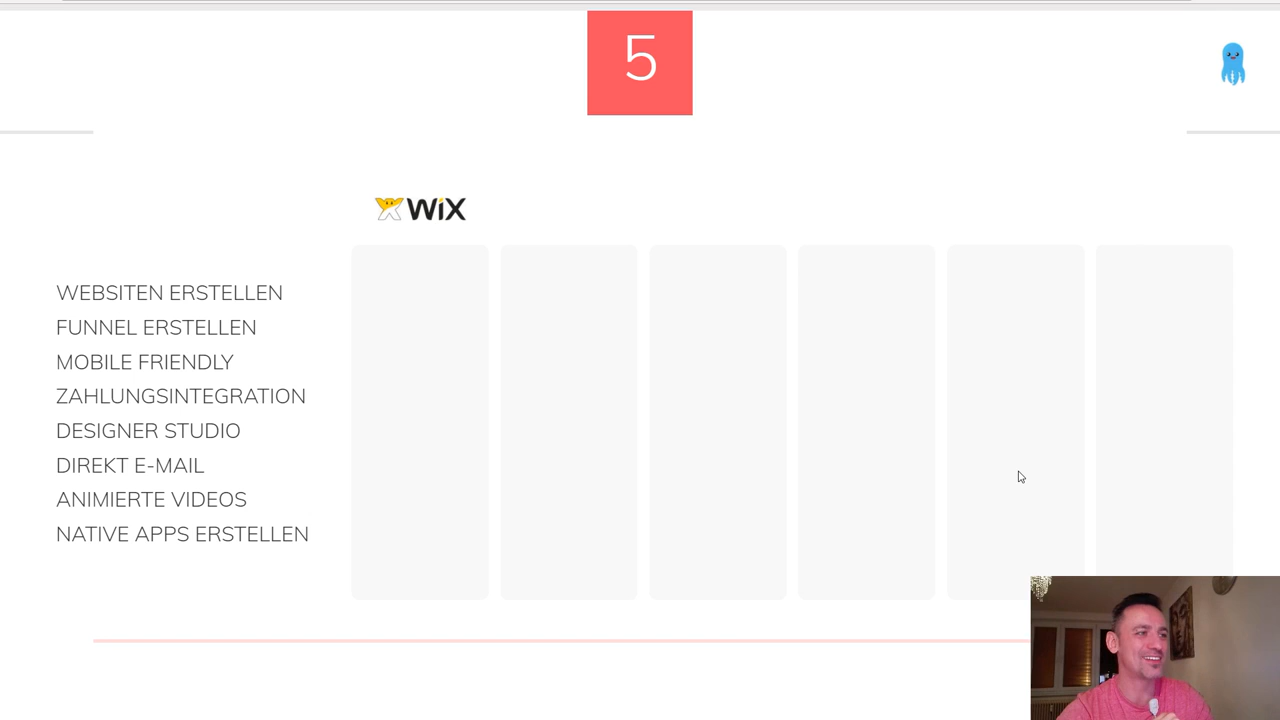 5
WiX
WEBSITEN ERSTELLEN
FUNNEL ERSTELLEN
MOBILE FRIENDLY
ZAHLUNGSINTEGRATION
DESIGNER STUDIO
DIREKT E-MAIL
ANIMIERTE VIDEOS
NATIVE APPS ERSTELLEN